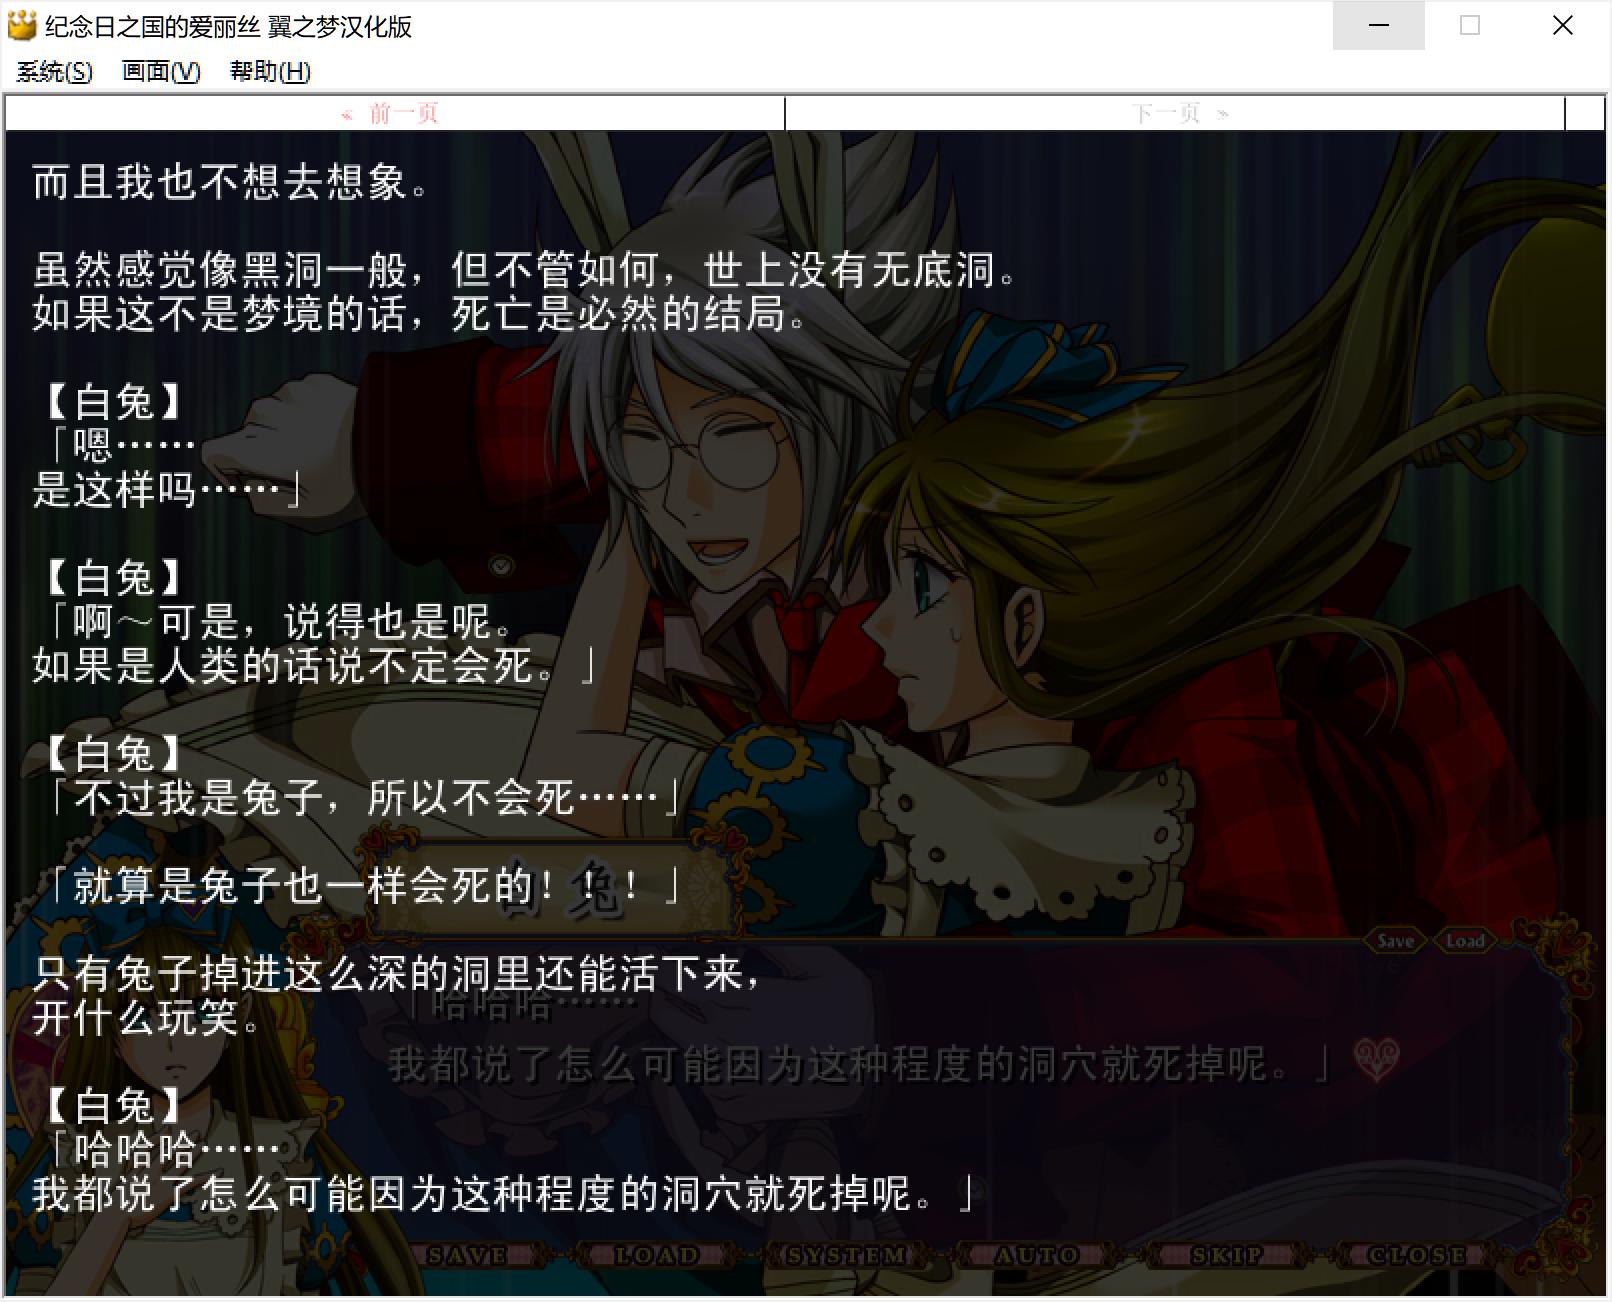 纪念日之国的爱丽丝 翼之梦汉化版
系统(S) 画面(V) 帮助(H)
« 前一页
下一页 »
而且我也不想去想象。
虽然感觉像黑洞一般，但不管如何，世上没有无底洞。
如果这不是梦境的话，死亡是必然的结局。
【白兔】
「嗯……
是这样吗……」
【白兔】
「啊～可是，说得也是呢。
如果是人类的话说不定会死。」
【白兔】
「不过我是兔子，所以不会死……」
「就算是兔子也一样会死的！！！」
白兔
Save Load
只有兔子掉进这么深的洞里还能活下来，
开什么玩笑。
「哈哈哈……
我都说了怎么可能因为这种程度的洞穴就死掉呢。」
【白兔】
「哈哈哈……
我都说了怎么可能因为这种程度的洞穴就死掉呢。」
SAVE LOAD SYSTEM AUTO SKIP CLOSE